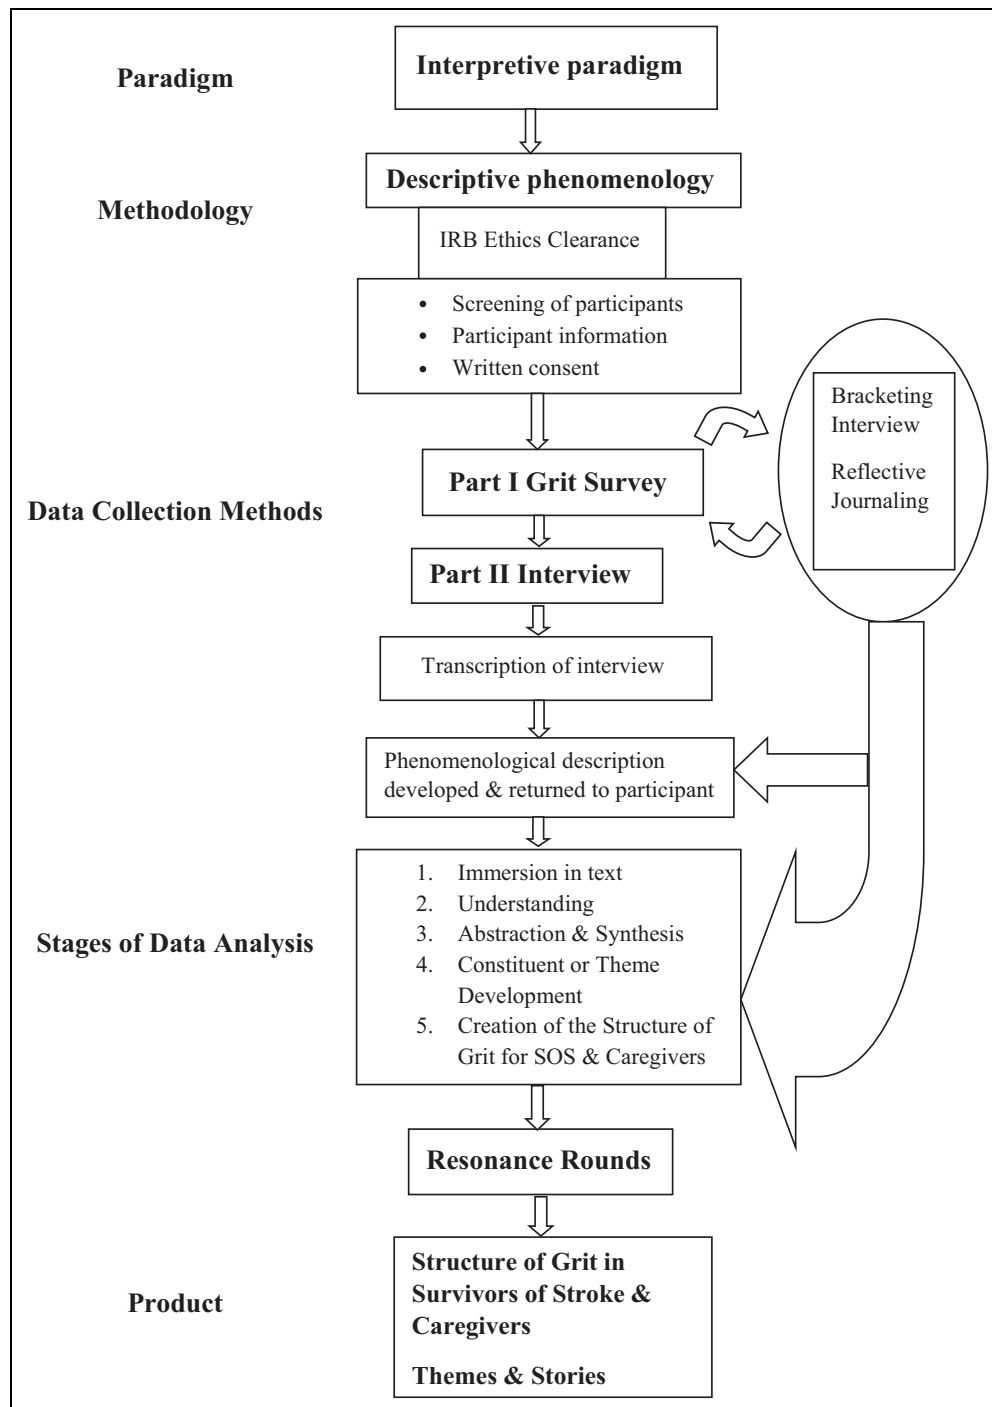 Paradigm
Interpretive paradigm
Methodology
Descriptive phenomenology
IRB Ethics Clearance
• Screening of participants
• Participant information
• Written consent
Bracketing
Interview
Reflective
Journaling
Data Collection Methods
Part I Grit Survey
Part II Interview
Transcription of interview
Phenomenological description
developed & returned to participant
Stages of Data Analysis
1. Immersion in text
2. Understanding
3. Abstraction & Synthesis
4. Constituent or Theme
Development
5. Creation of the Structure of
Grit for SOS & Caregivers
Resonance Rounds
Product
Structure of Grit in
Survivors of Stroke &
Caregivers
Themes & Stories